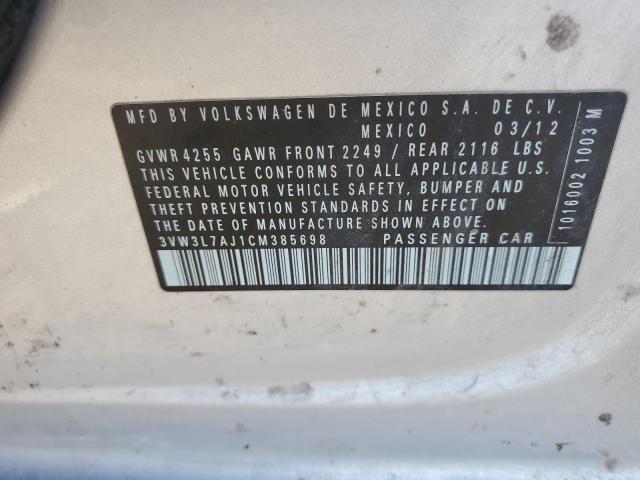 MFD BY VOLKSWAGEN DE MEXICO S.A. DE C.V.
MEXICO 03/12
GVWR 4255 GAWR FRONT 2249 / REAR 2116 LBS
THIS VEHICLE CONFORMS TO ALL APPLICABLE U.S.
FEDERAL MOTOR VEHICLE SAFETY, BUMPER AND
THEFT PREVENTION STANDARDS IN EFFECT ON
THE DATE OF MANUFACTURE SHOWN ABOVE.
3VW3L7AJ1CM385698 PASSENGER CAR
1016002 1003 M